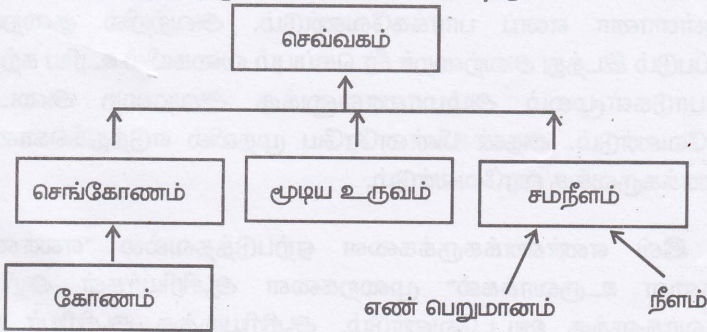 செவ்வகம்
செங்கோணம் மூடிய உருவம் சமநீளம்
கோணம் எண் பெறுமானம் நீளம்